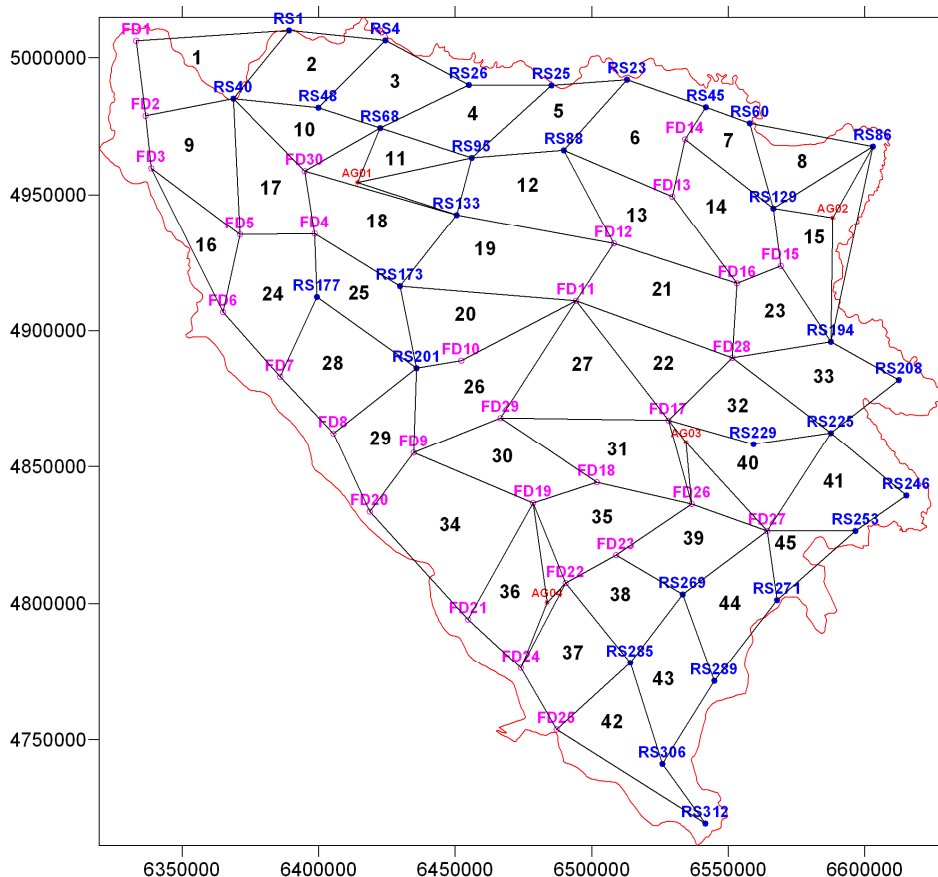 RS1
FD1
RS4
5000000
1
2
3
RS26
RS25
RS23
RS40
RS48
4
5
RS45
RS60
FD2
RS68
10
RS95
RS88
6
FD14
7
RS86
9
FD3
FD30
11
AG01
8
4950000
17
RS133
12
FD13
RS129
18
13
14
AG02
FD5
FD4
16
19
FD12
15
FD15
RS177
RS173
FD16
24
25
FD11
21
FD6
23
4900000
20
RS194
FD10
FD28
28
RS201
27
22
33
RS208
FD7
26
FD29
32
FD8
FD17
RS225
29
FD9
AG03
RS229
4850000
30
31
40
FD18
41
RS246
FD20
FD19
FD26
34
35
FD27
RS253
39
45
FD23
36
FD22
38
RS269
RS271
4800000
AG04
44
FD21
37
RS285
FD24
43
RS289
FD25
42
4750000
RS306
RS312
6350000
6400000
6450000
6500000
6550000
6600000